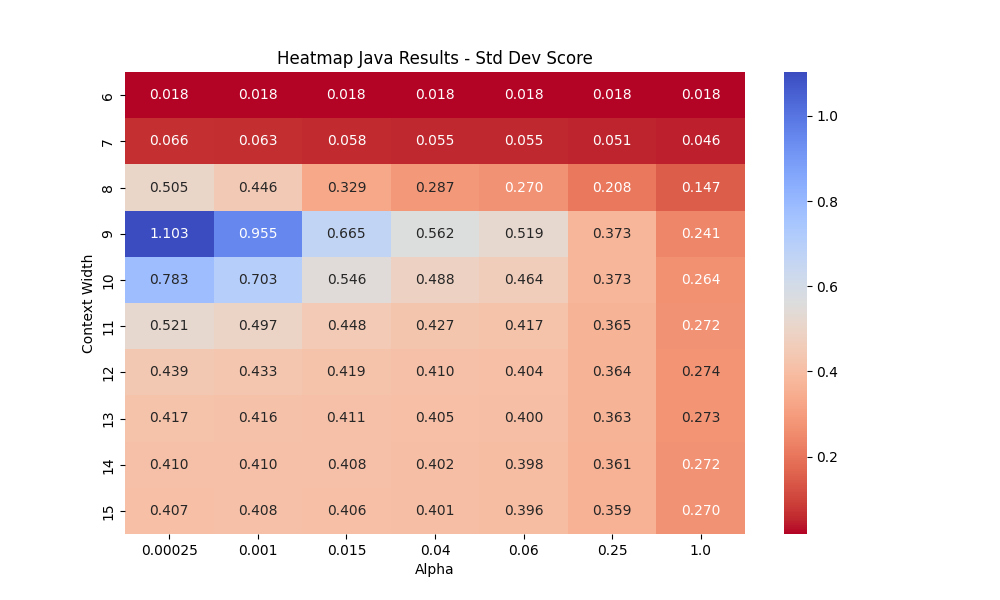 Heatmap Java Results - Std Dev Score
6 0.018 0.018 0.018 0.018 0.018 0.018 0.018
7 0.066 0.063 0.058 0.055 0.055 0.051 0.046
8 0.505 0.446 0.329 0.287 0.270 0.208 0.147
9 1.103 0.955 0.665 0.562 0.519 0.373 0.241
10 0.783 0.703 0.546 0.488 0.464 0.373 0.264
11 0.521 0.497 0.448 0.427 0.417 0.365 0.272
12 0.439 0.433 0.419 0.410 0.404 0.364 0.274
13 0.417 0.416 0.411 0.405 0.400 0.363 0.273
14 0.410 0.410 0.408 0.402 0.398 0.361 0.272
15 0.407 0.408 0.406 0.401 0.396 0.359 0.270
0.00025 0.001 0.015 0.04 0.06 0.25 1.0
Alpha
Context Width
1.0
0.8
0.6
0.4
0.2